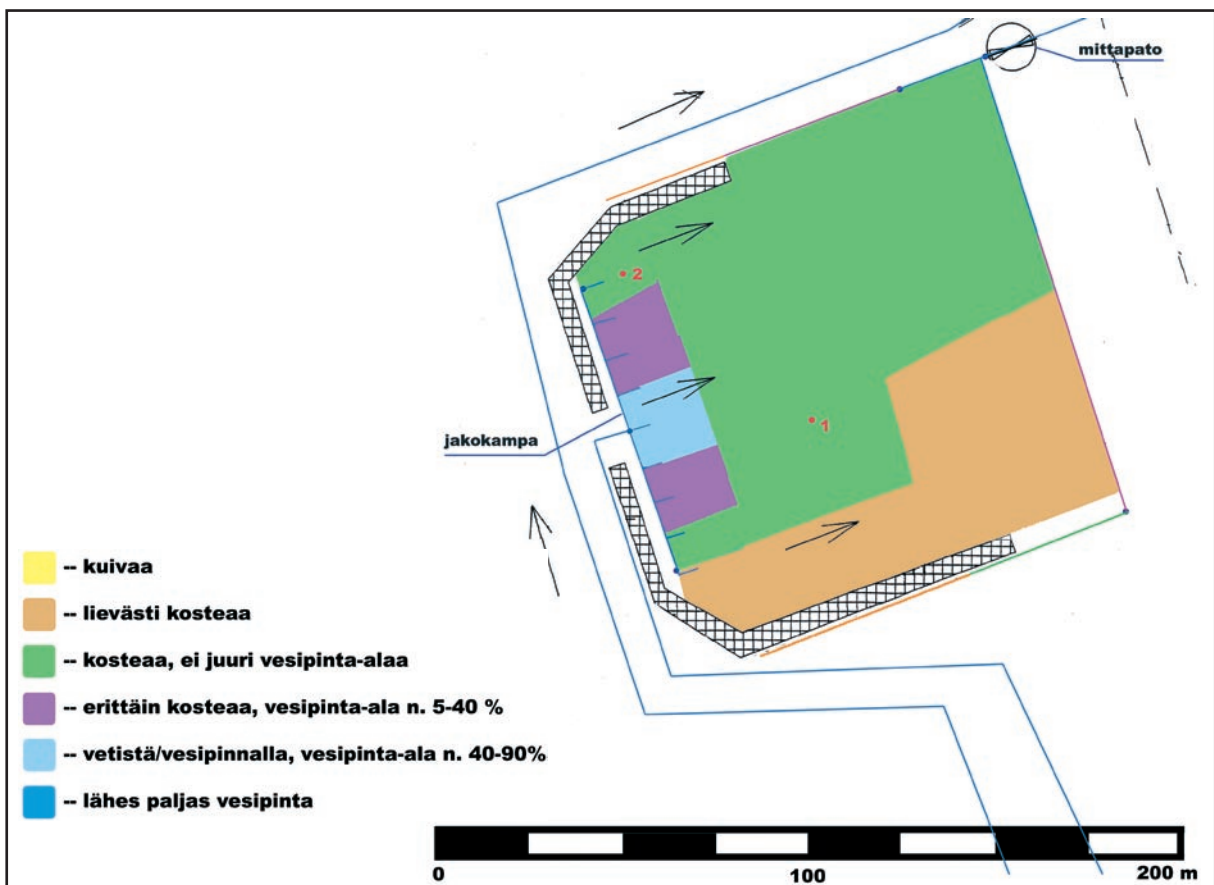 mittapato
2
1
jakokampa
-- kuivaa
-- lievästi kosteaa
-- kosteaa, ei juuri vesipinta-alaa
-- erittäin kosteaa, vesipinta-ala n. 5-40 %
-- vetistä/vesipinnalla, vesipinta-ala n. 40-90%
-- lähes paljas vesipinta
0 100 200 m